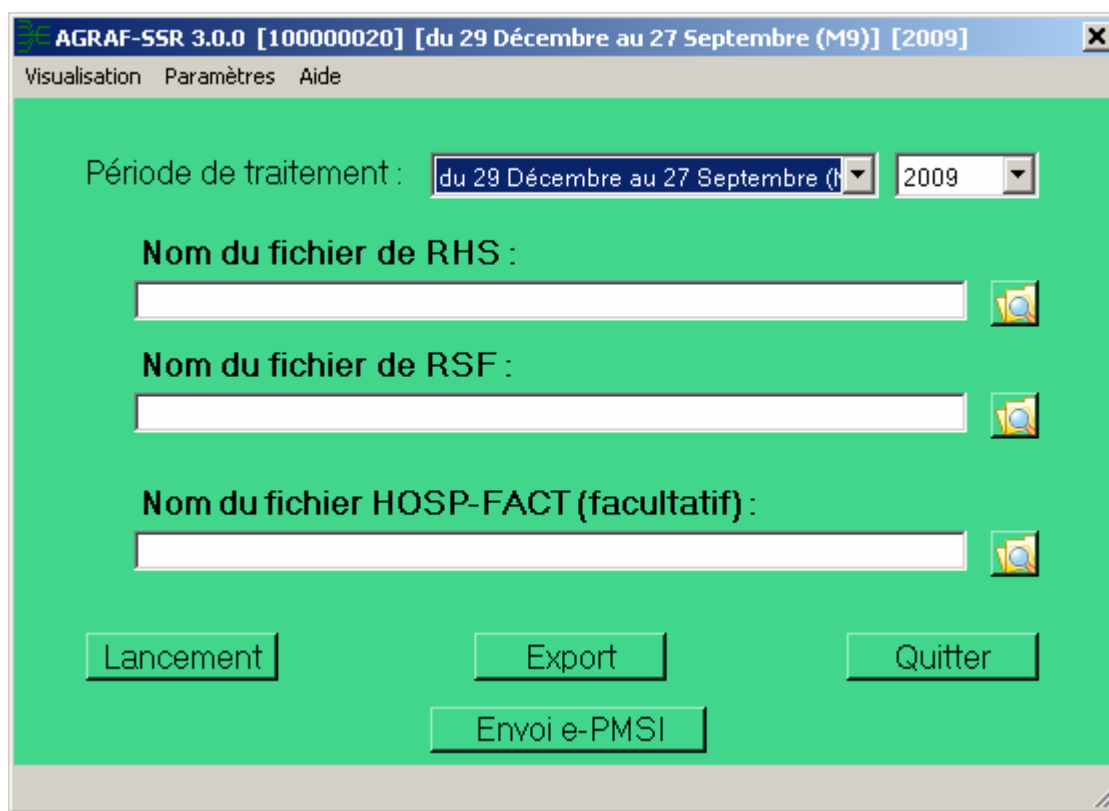 AGRAF-SSR 3.0.0 [100000020] [du 29 Décembre au 27 Septembre (M9)] [2009]
Visualisation Paramètres Aide
Période de traitement : du 29 Décembre au 27 Septembre ( 2009
Nom du fichier de RHS :
Nom du fichier de RSF :
Nom du fichier HOSP-FACT (facultatif) :
Lancement Export Quitter
Envoi e-PMSI